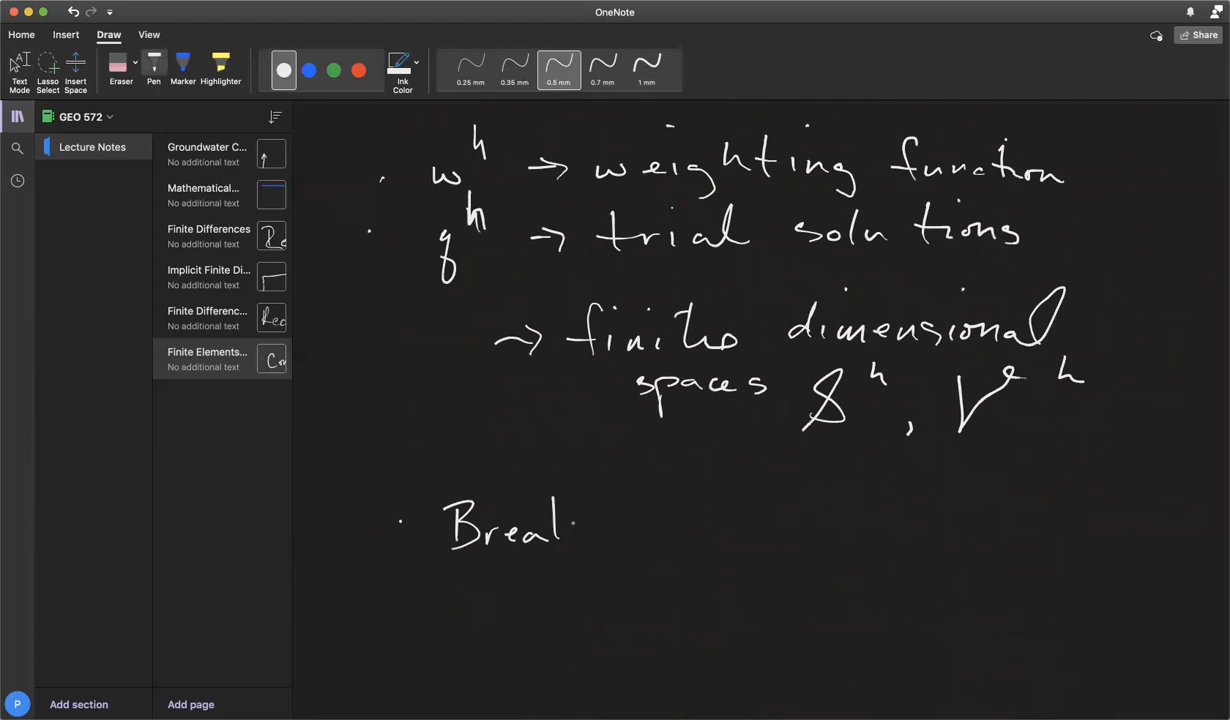 OneNote
Home Insert Draw View
Share
Text Mode
Lasso Select
Insert Space
Eraser
Pen
Marker
Highlighter
Ink Color
0.25 mm
0.35 mm
0.5 mm
0.7 mm
1 mm
GEO 572
Lecture Notes
Groundwater C...
No additional text
Mathematical...
No additional text
Finite Differences
No additional text
Implicit Finite Di...
No additional text
Finite Differenc...
No additional text
Finite Elements...
No additional text
P
Add section
Add page
· w^h → weighting function
· q^h → trial solutions
→ dimensional
spaces S^h, V^h
· Brea